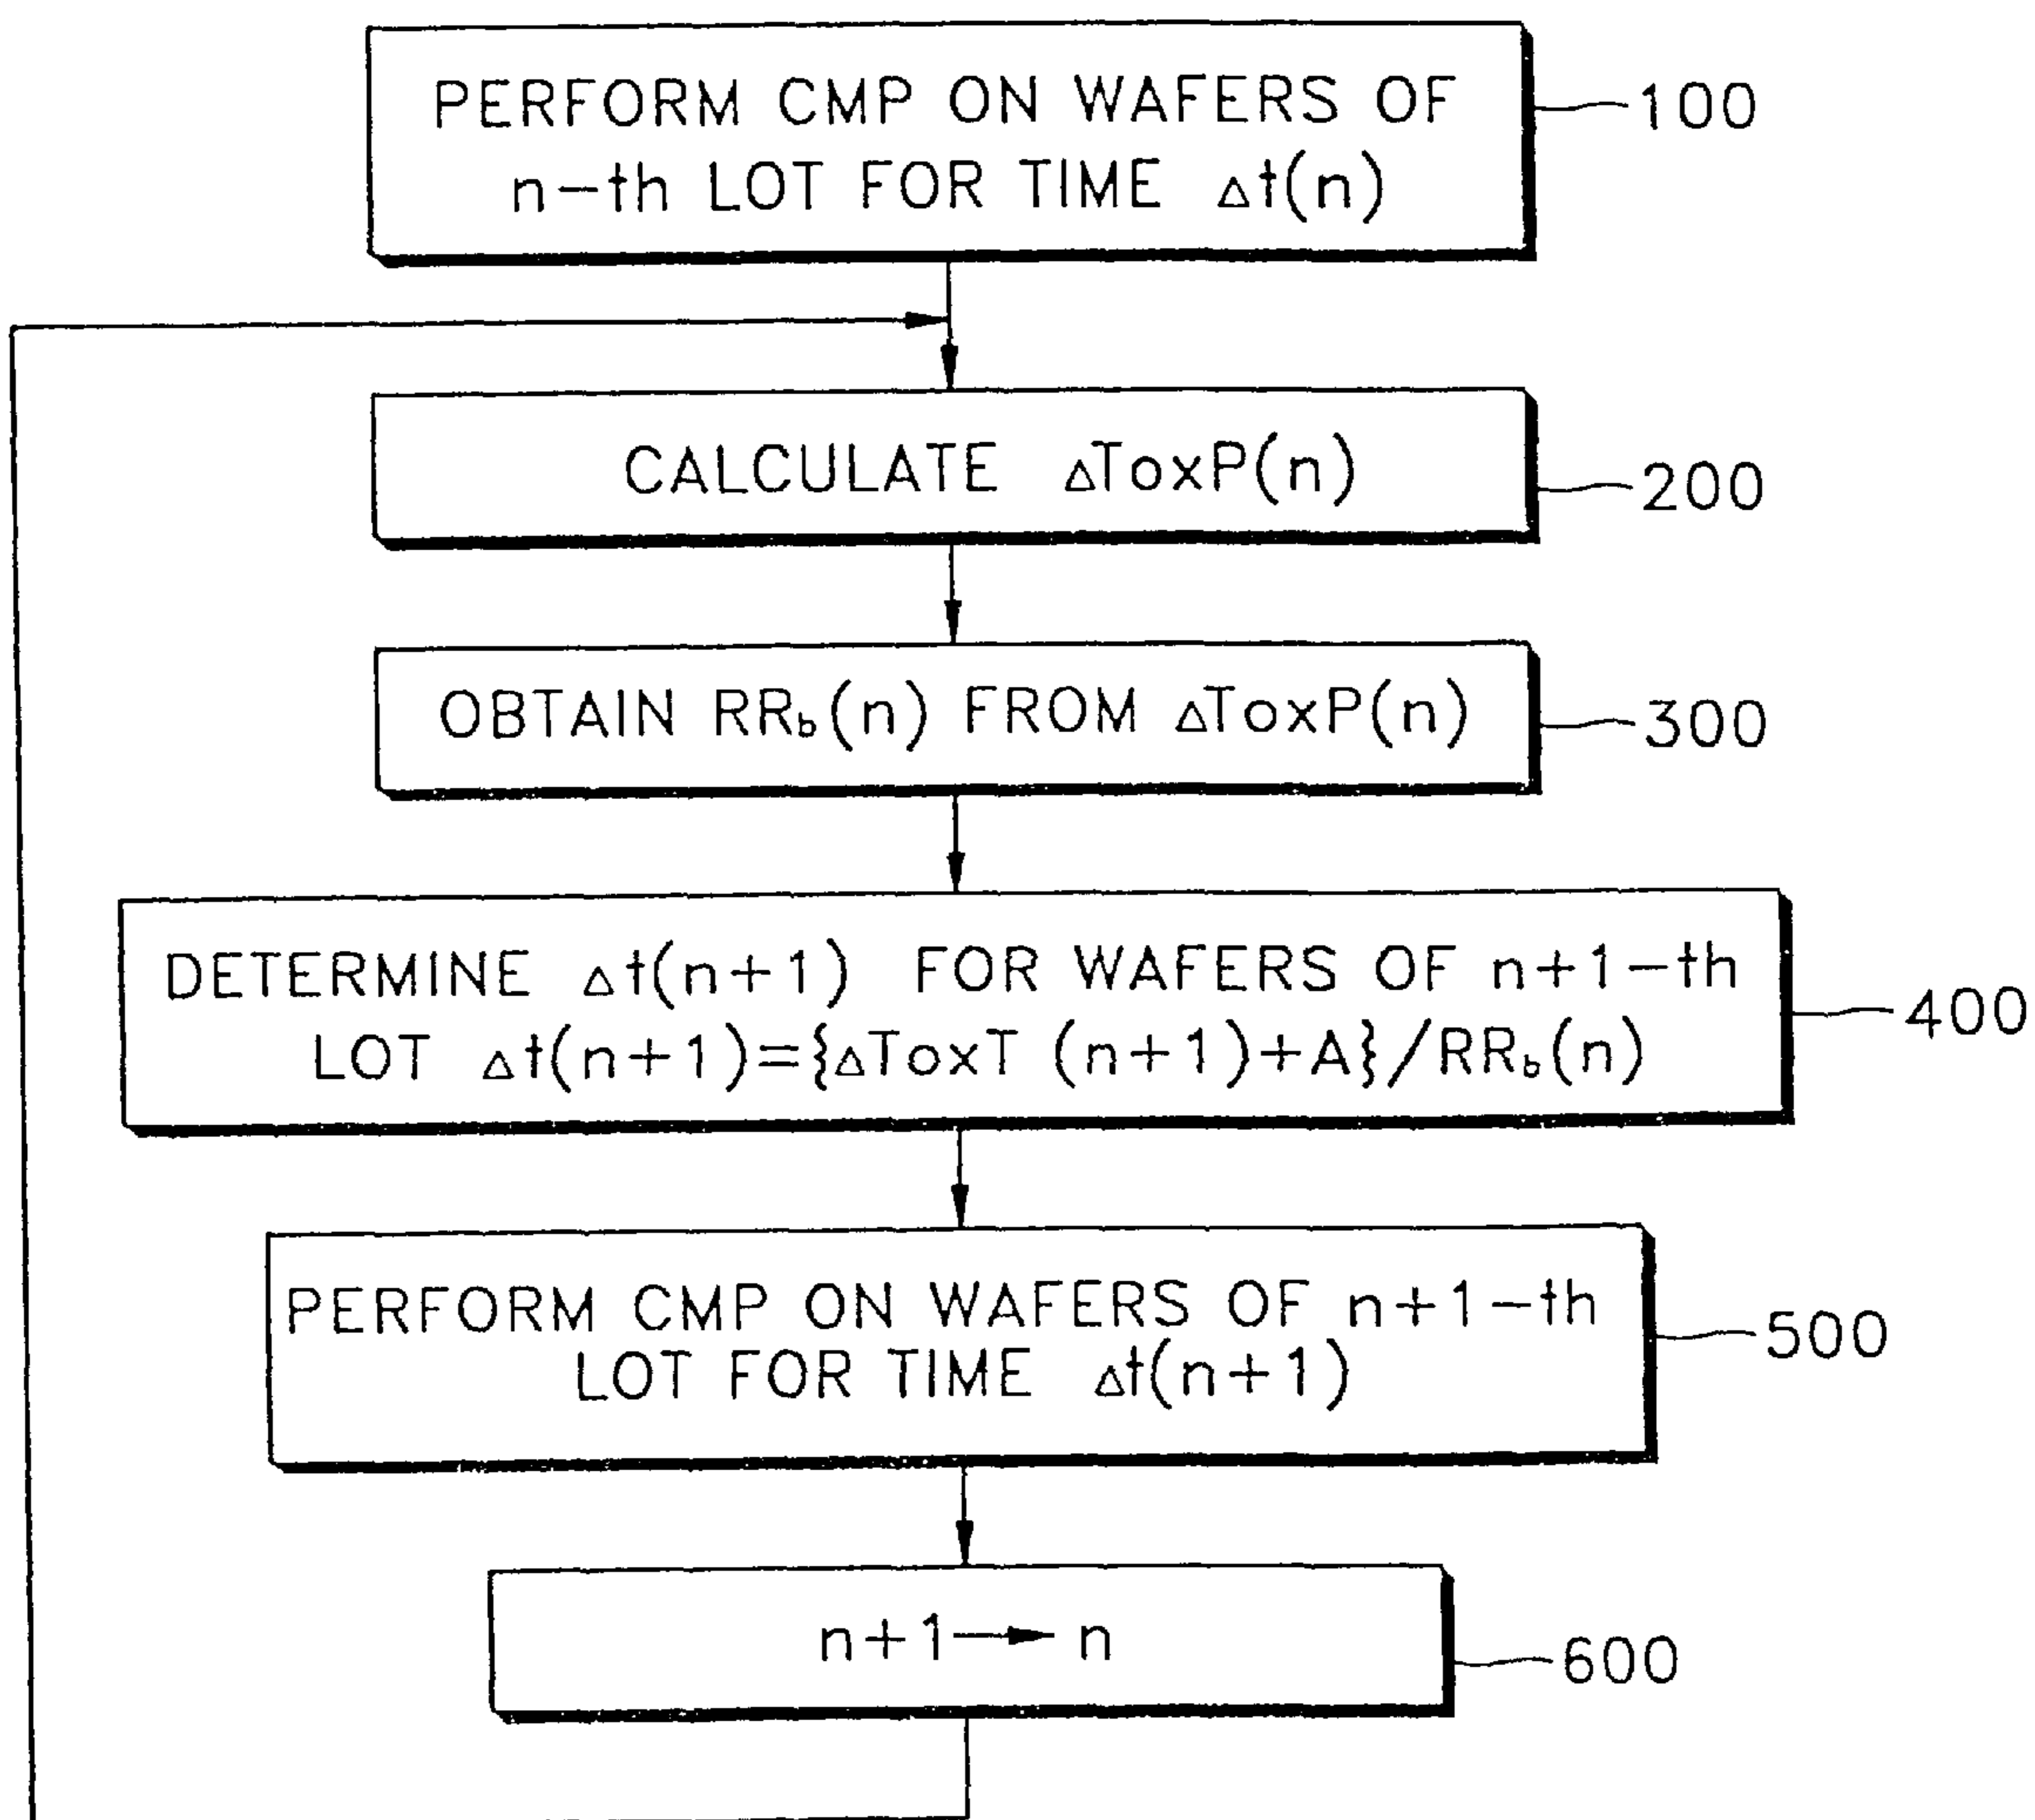 PERFORM CMP ON WAFERS OF
n-th LOT FOR TIME Δt(n)
100
CALCULATE ΔToxP(n)
200
OBTAIN RRb(n) FROM ΔToxP(n)
300
DETERMINE Δt(n+1) FOR WAFERS OF n+1-th
LOT Δt(n+1)={ΔToxT (n+1)+A}/RRb(n)
400
PERFORM CMP ON WAFERS OF n+1-th
LOT FOR TIME Δt(n+1)
500
n+1→n
600